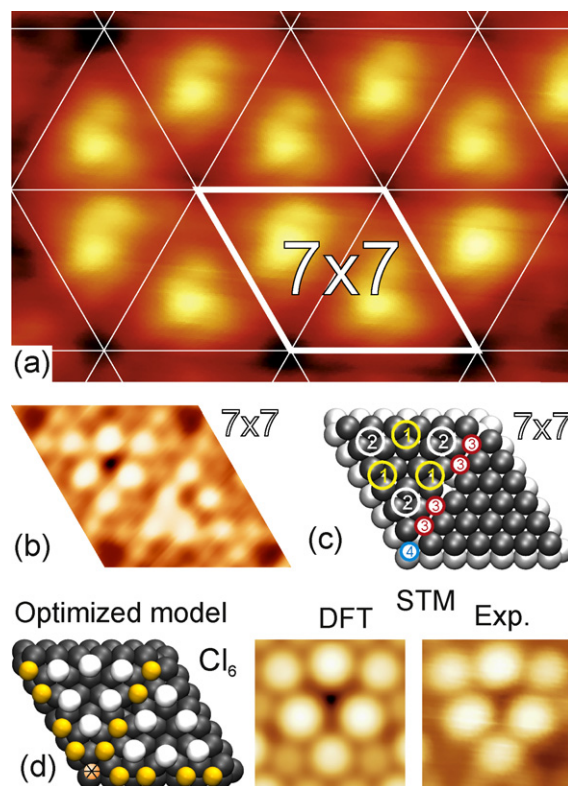 7x7
(a)
7x7
7x7
(b)
(c)
2 1 2 3
3
1 1
2 3
3
4
Optimized model
STM
DFT Exp.
Cl6
(d)